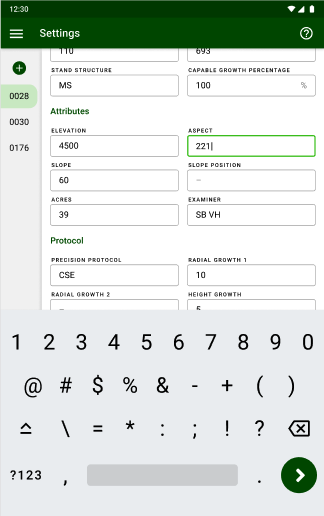 12:30
Settings
110 693
STAND STRUCTURE CAPABLE GROWTH PERCENTAGE
0028 MS 100 %
Attributes
0030 ELEVATION ASPECT
0176 4500 221
SLOPE SLOPE POSITION
60 –
ACRES EXAMINER
39 SB VH
Protocol
PRECISION PROTOCOL RADIAL GROWTH 1
CSE 10
RADIAL GROWTH 2 HEIGHT GROWTH
– 5
1 2 3 4 5 6 7 8 9 0
@ # $ % & - + ( )
\ = * : ; ! ?
?123 , .